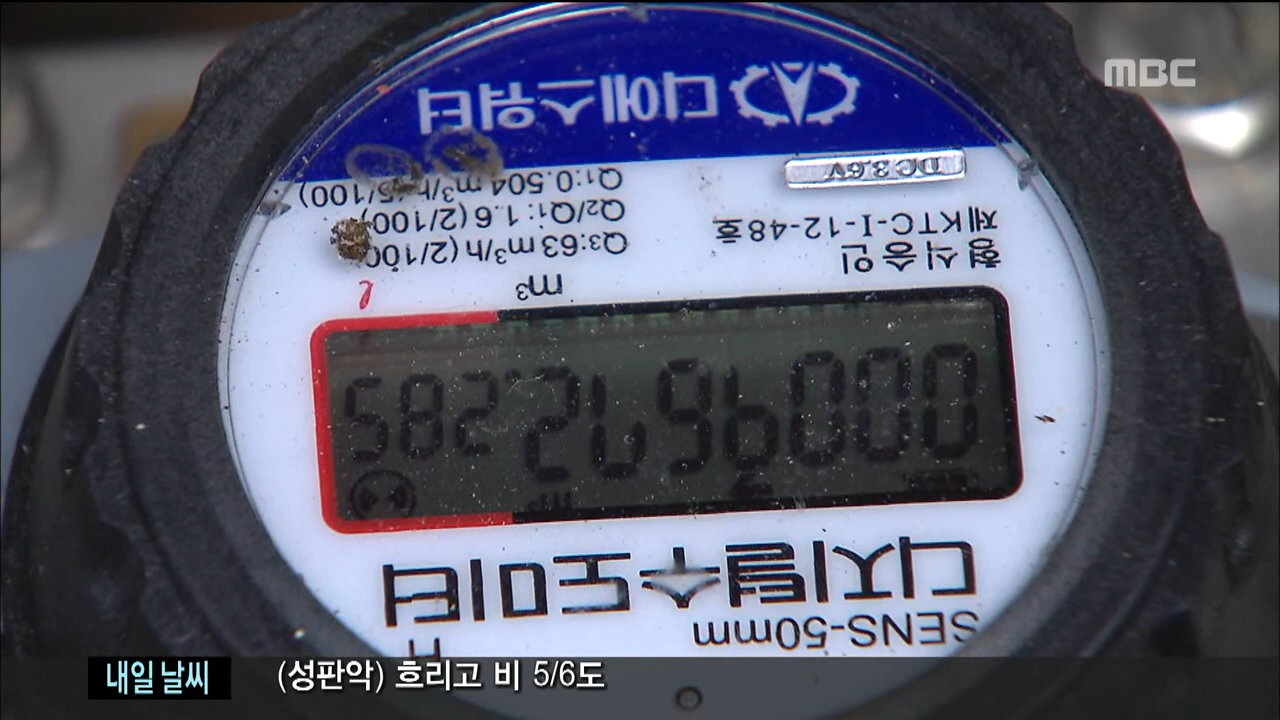 MBC
SENS-50mm
디지털수도미터
0009672.285
m³
형식승인
제KTC-I-12-48호
Q3:63 m³/h (2/100)
Q2/Q1: 1.6 (2/100)
Q1:0.504 m³/h (5/100)
DC 3.6V
디에스워터
내일 날씨
(성판악) 흐리고 비 5/6도